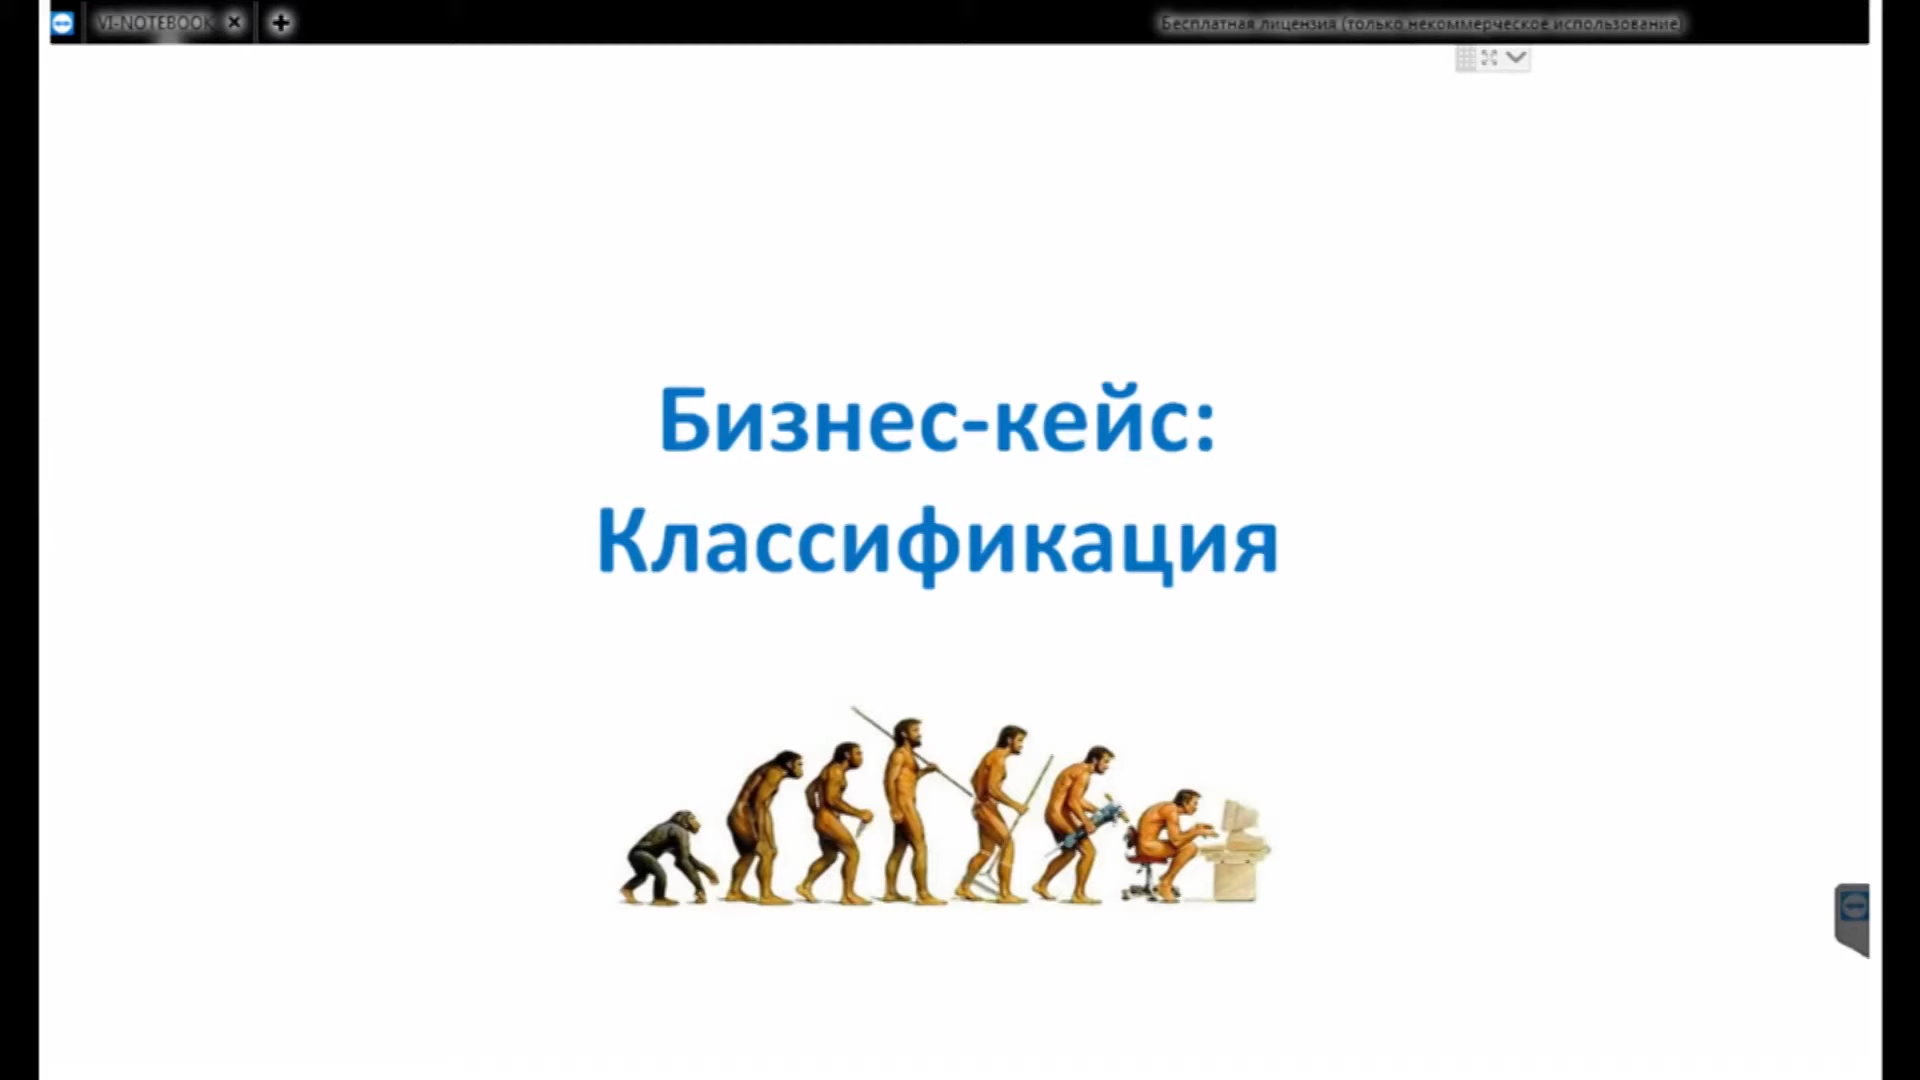 VI-NOTEBOOK
Бесплатная лицензия (только некоммерческое использование)
Бизнес-кейс:
Классификация